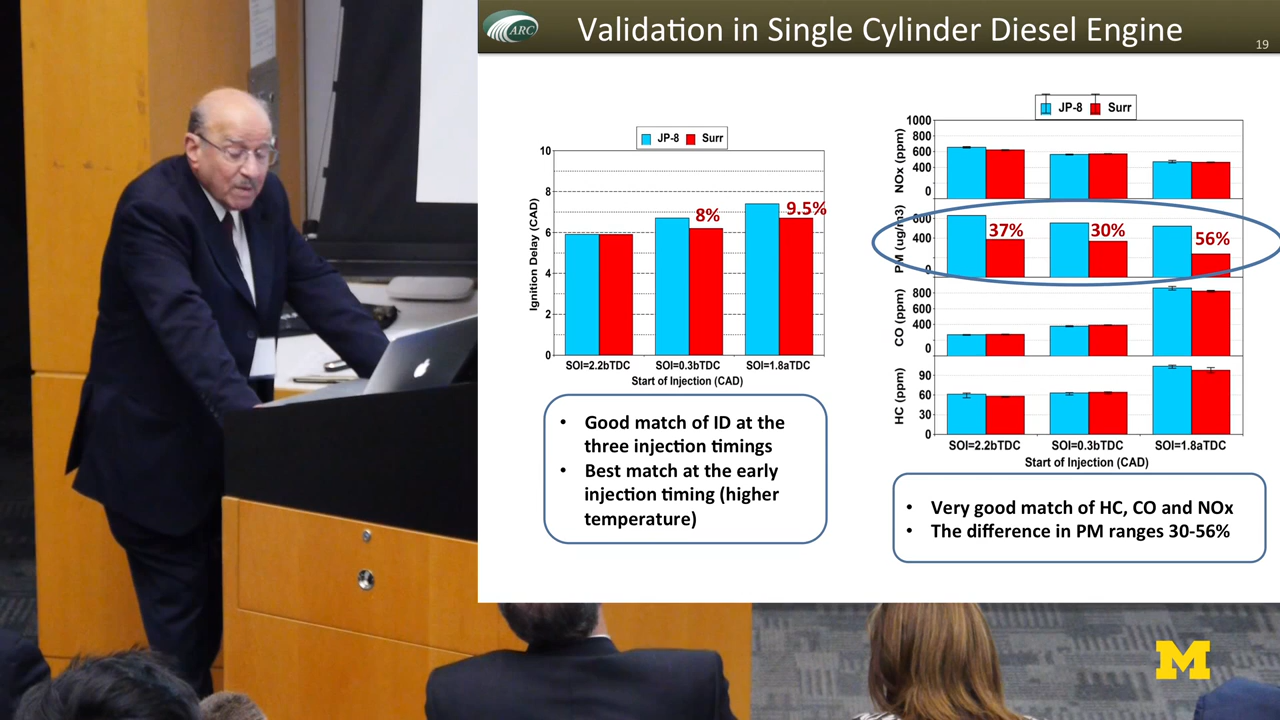 ARC
Validation in Single Cylinder Diesel Engine
19
JP-8 Surr
10
8
6
4
2
0
Ignition Delay (CAD)
8%
9.5%
SOI=2.2bTDC SOI=0.3bTDC SOI=1.8aTDC
Start of Injection (CAD)
• Good match of ID at the
three injection timings
• Best match at the early
injection timing (higher
temperature)
JP-8 Surr
1000
800
600
400
0
NOx (ppm)
800
400
0
PM (ug/m3)
37%
30%
56%
800
400
0
CO (ppm)
90
60
30
0
HC (ppm)
SOI=2.2bTDC SOI=0.3bTDC SOI=1.8aTDC
Start of Injection (CAD)
• Very good match of HC, CO and NOx
• The difference in PM ranges 30-56%
M